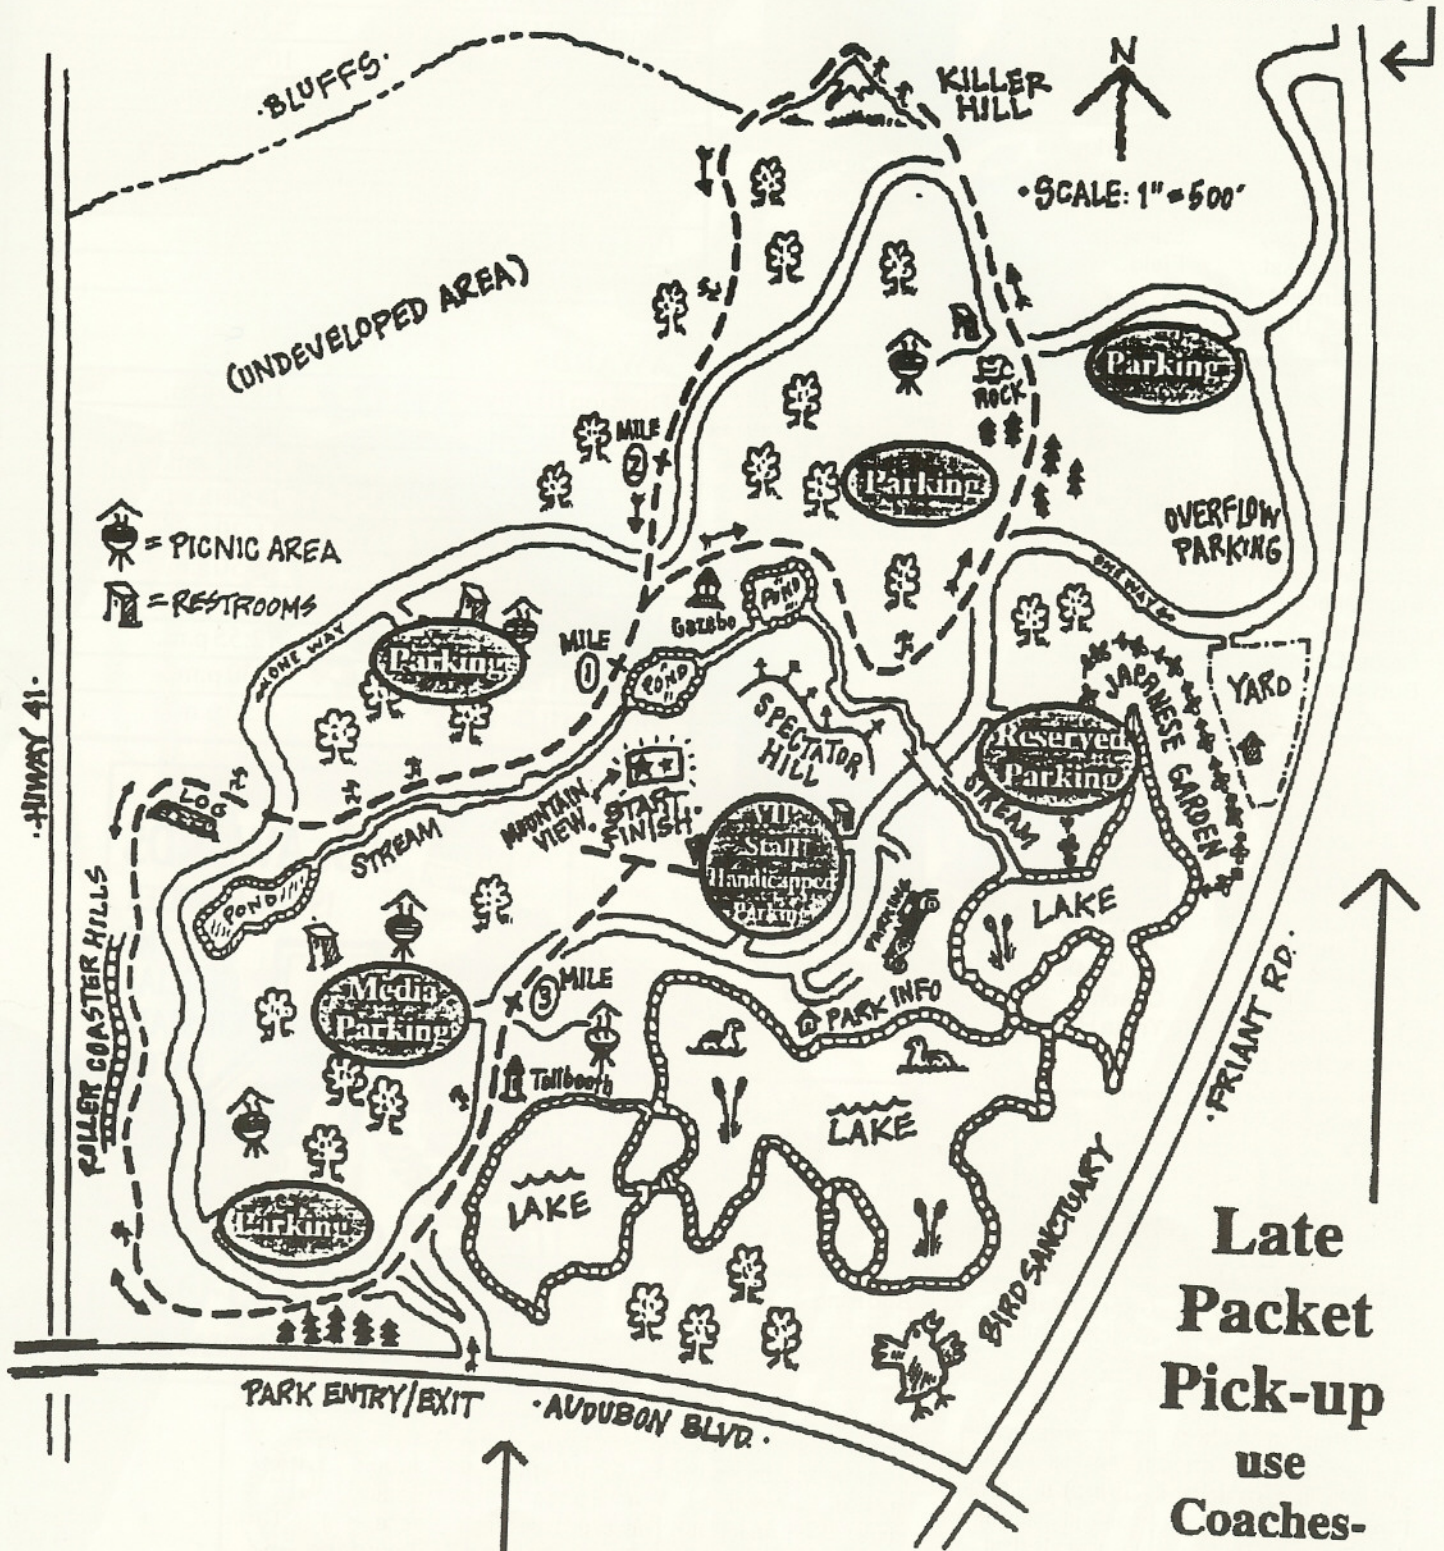 N
KILLER
HILL
·BLUFFS·
·SCALE: 1"=500'
(UNDEVELOPED AREA)
Parking
ROCK
MILE
2
Parking
OVERFLOW
PARKING
= PICNIC AREA
= RESTROOMS
ONE WAY
POND
Gazebo
ONE WAY
MILE
1
Parking
POND
JAPANESE GARDEN
YARD
SPECTATOR
HILL
Reserved
Parking
·HIWAY 41·
LOG
MOUNTAIN
VIEW
START
FINISH
STREAM
STREAM
VIP
Staff
Handicapped
Parking
POND
PARKING
LAKE
ROLLER COASTER HILLS
Media
Parking
3
MILE
PARK INFO
·FRIANT RD.·
Tollbooth
LAKE
LAKE
Parking
BIRD SANCTUARY
PARK ENTRY/EXIT
·AUDUBON BLVD.·
Late
Packet
Pick-up
use
Coaches-